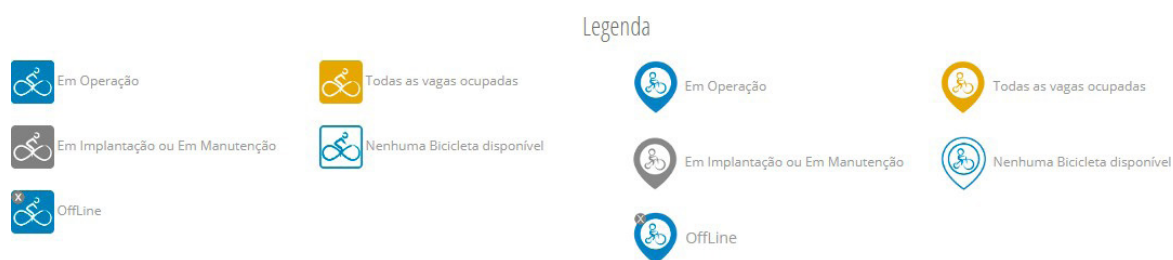 Legenda
Em Operação
Todas as vagas ocupadas
Em Implantação ou Em Manutenção
Nenhuma Bicicleta disponível
X
OffLine
Em Operação
Todas as vagas ocupadas
Em Implantação ou Em Manutenção
Nenhuma Bicicleta disponível
X
OffLine